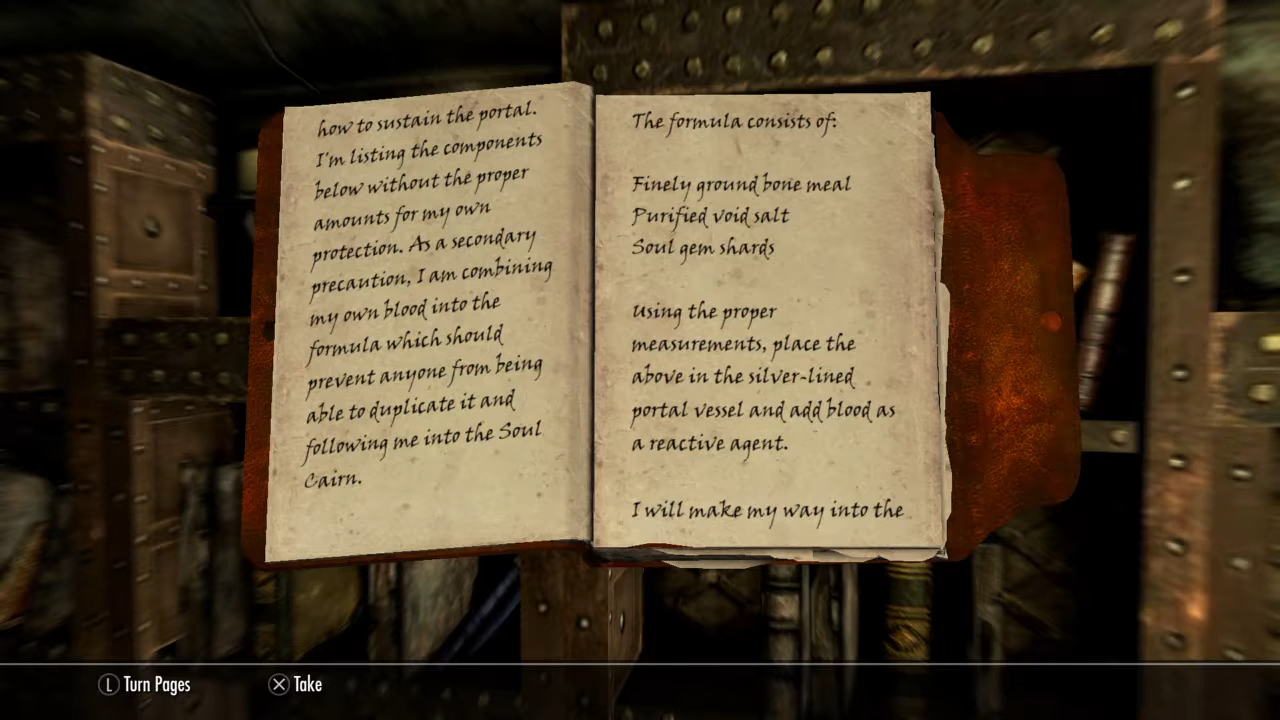 how to sustain the portal.
I'm listing the components
below without the proper
amounts for my own
protection. As a secondary
precaution, I am combining
my own blood into the
formula which should
prevent anyone from being
able to duplicate it and
following me into the Soul
Cairn.
The formula consists of:
Finely ground bone meal
Purified void salt
Soul gem shards
Using the proper
measurements, place the
above in the silver-lined
portal vessel and add blood as
a reactive agent.
I will make my way into the
L Turn Pages
X Take